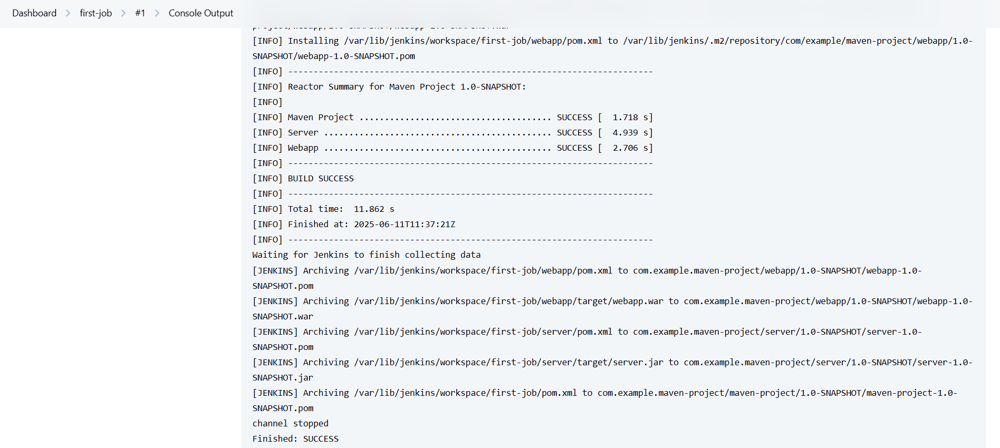 Dashboard > first-job > #1 > Console Output
[INFO] Installing /var/lib/jenkins/workspace/first-job/webapp/pom.xml to /var/lib/jenkins/.m2/repository/com/example/maven-project/webapp/1.0-
SNAPSHOT/webapp-1.0-SNAPSHOT.pom
[INFO] ------------------------------------------------------------------------
[INFO] Reactor Summary for Maven Project 1.0-SNAPSHOT:
[INFO]
[INFO] Maven Project ...................................... SUCCESS [  1.718 s]
[INFO] Server ............................................. SUCCESS [  4.939 s]
[INFO] Webapp ............................................. SUCCESS [  2.706 s]
[INFO] ------------------------------------------------------------------------
[INFO] BUILD SUCCESS
[INFO] ------------------------------------------------------------------------
[INFO] Total time:  11.862 s
[INFO] Finished at: 2025-06-11T11:37:21Z
[INFO] ------------------------------------------------------------------------
Waiting for Jenkins to finish collecting data
[JENKINS] Archiving /var/lib/jenkins/workspace/first-job/webapp/pom.xml to com.example.maven-project/webapp/1.0-SNAPSHOT/webapp-1.0-
SNAPSHOT.pom
[JENKINS] Archiving /var/lib/jenkins/workspace/first-job/webapp/target/webapp.war to com.example.maven-project/webapp/1.0-SNAPSHOT/webapp-1.0-
SNAPSHOT.war
[JENKINS] Archiving /var/lib/jenkins/workspace/first-job/server/pom.xml to com.example.maven-project/server/1.0-SNAPSHOT/server-1.0-
SNAPSHOT.pom
[JENKINS] Archiving /var/lib/jenkins/workspace/first-job/server/target/server.jar to com.example.maven-project/server/1.0-SNAPSHOT/server-1.0-
SNAPSHOT.jar
[JENKINS] Archiving /var/lib/jenkins/workspace/first-job/pom.xml to com.example.maven-project/maven-project/1.0-SNAPSHOT/maven-project-1.0-
SNAPSHOT.pom
channel stopped
Finished: SUCCESS